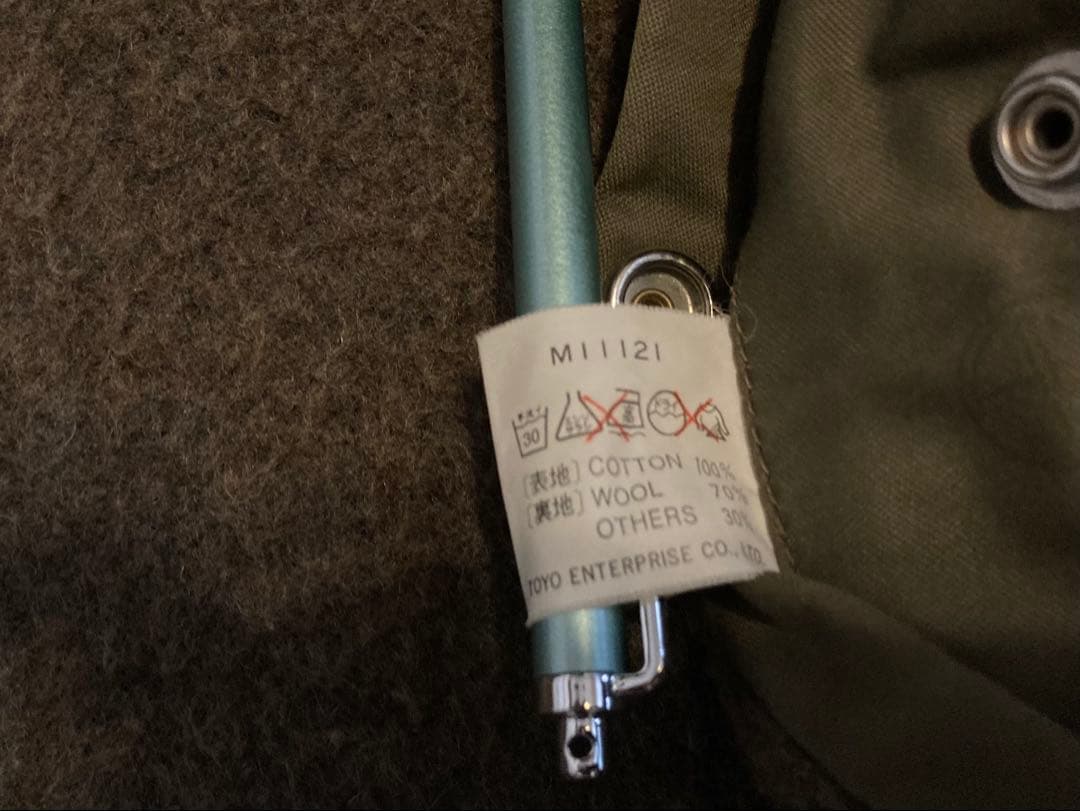 M11121
30
[表地] COTTON 100%
[裏地] WOOL 70%
OTHERS 30%
TOYO ENTERPRISE CO., LTD.